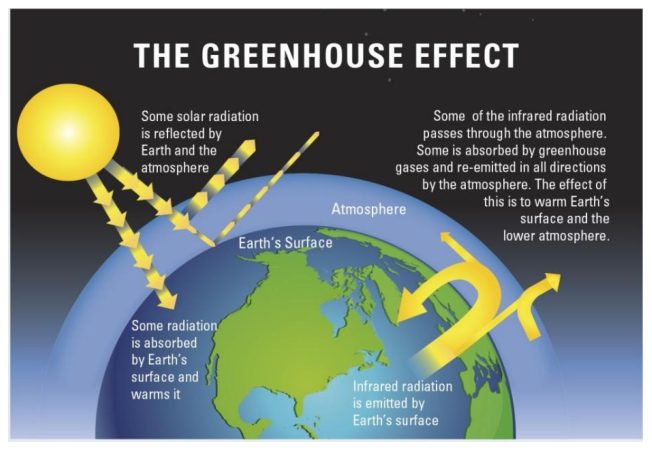 THE GREENHOUSE EFFECT
Some solar radiation
is reflected by
Earth and the
atmosphere
Some of the infrared radiation
passes through the atmosphere.
Some is absorbed by greenhouse
gases and re-emitted in all directions
by the atmosphere. The effect of
this is to warm Earth's
surface and the
lower atmosphere.
Atmosphere
Earth's Surface
Some radiation
is absorbed
by Earth's
surface and
warms it
Infrared radiation
is emitted by
Earth's surface